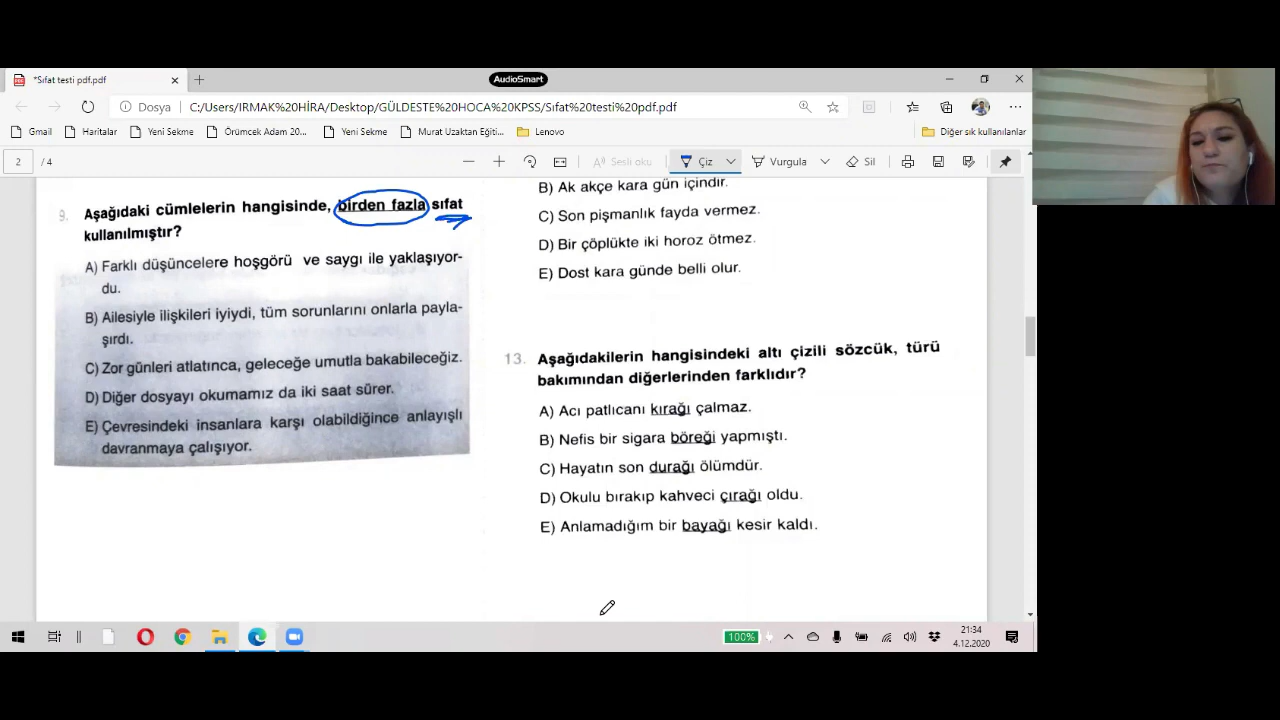 AudioSmart
*Sıfat testi pdf.pdf
Dosya
C:/Users/IRMAK%20HİRA/Desktop/GÜLDESTE%20HOCA%20KPSS/Sıfat%20testi%20pdf.pdf
Gmail
Haritalar
Yeni Sekme
Örümcek Adam 20...
Yeni Sekme
Murat Uzaktan Eğiti...
Lenovo
Diğer sık kullanılanlar
2
/ 4
Sesli oku
Çiz
Vurgula
Sil
9. Aşağıdaki cümlelerin hangisinde, birden fazla sıfat
kullanılmıştır?
A) Farklı düşüncelere hoşgörü ve saygı ile yaklaşıyor-
du.
B) Ailesiyle ilişkileri iyiydi, tüm sorunlarını onlarla payla-
şırdı.
C) Zor günleri atlatınca, geleceğe umutla bakabileceğiz.
D) Diğer dosyayı okumamız da iki saat sürer.
E) Çevresindeki insanlara karşı olabildiğince anlayışlı
davranmaya çalışıyor.
B) Ak akçe kara gün içindir.
C) Son pişmanlık fayda vermez.
D) Bir çöplükte iki horoz ötmez.
E) Dost kara günde belli olur.
13. Aşağıdakilerin hangisindeki altı çizili sözcük, türü
bakımından diğerlerinden farklıdır?
A) Acı patlıcanı kırağı çalmaz.
B) Nefis bir sigara böreği yapmıştı.
C) Hayatın son durağı ölümdür.
D) Okulu bırakıp kahveci çırağı oldu.
E) Anlamadığım bir bayağı kesir kaldı.
100%
21:34
4.12.2020